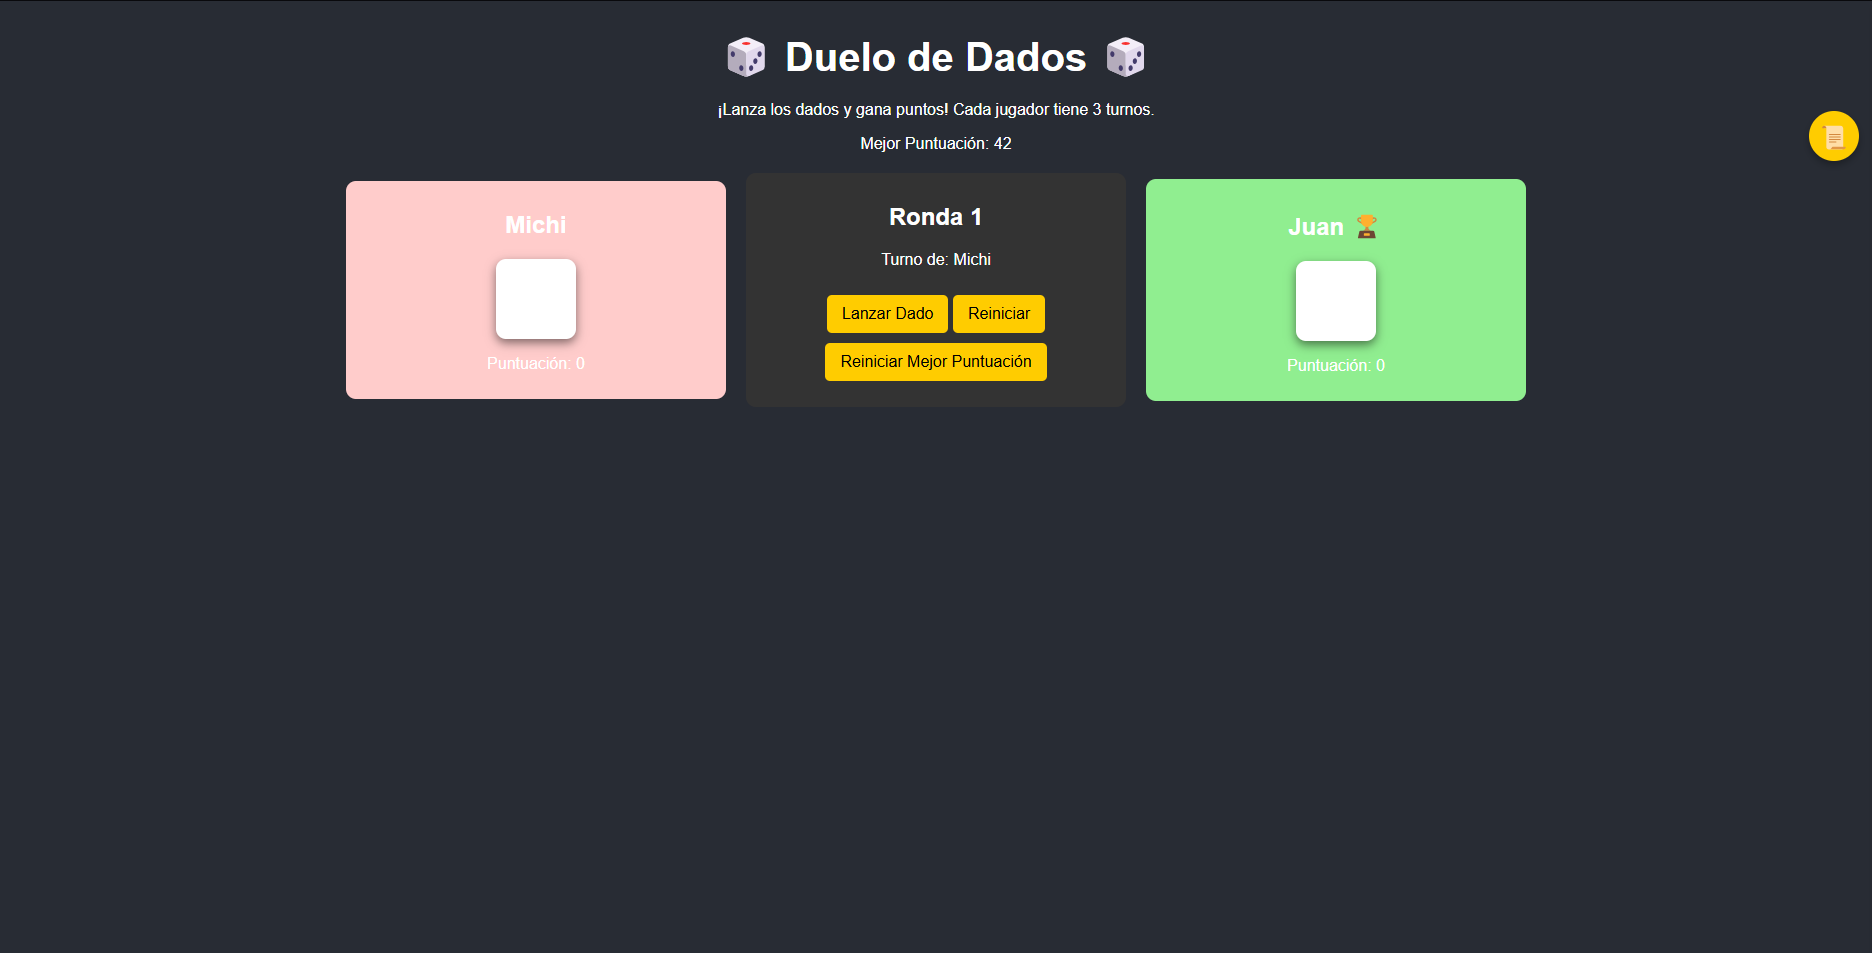 Duelo de Dados
¡Lanza los dados y gana puntos! Cada jugador tiene 3 turnos.
Mejor Puntuación: 42
Michi
Puntuación: 0
Ronda 1
Turno de: Michi
Lanzar Dado
Reiniciar
Reiniciar Mejor Puntuación
Juan
Puntuación: 0